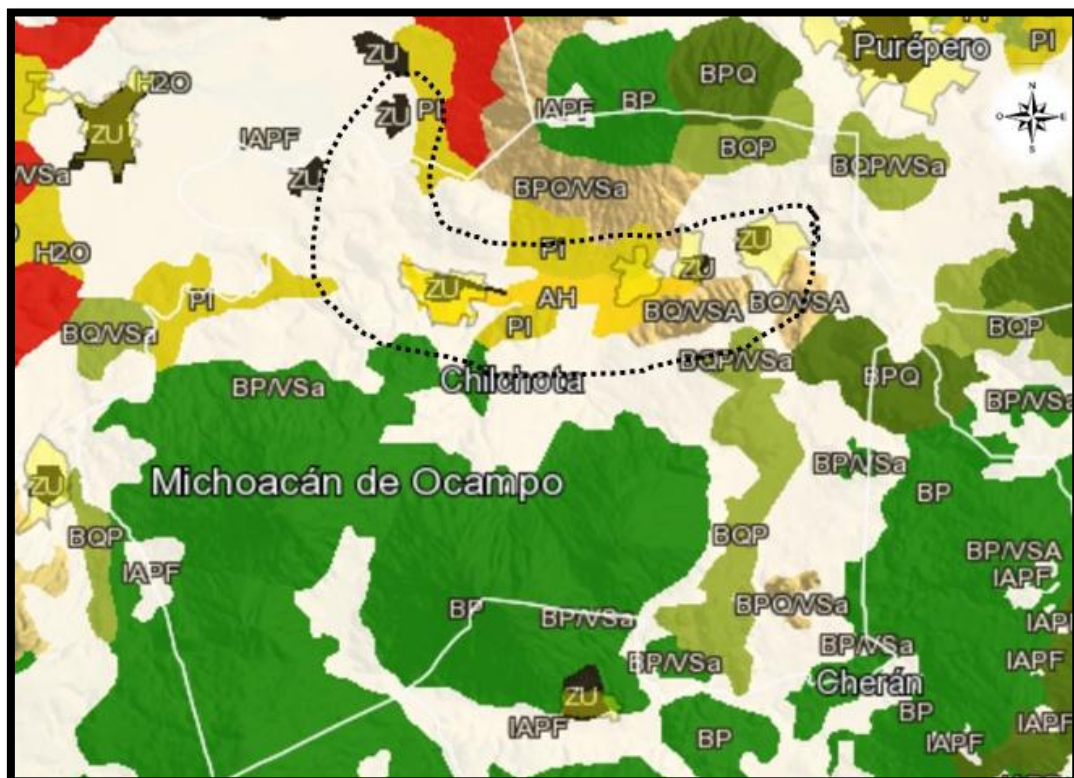 ZU
Purépero
PI
N
H2O
BPQ
PI
ZU
IAPF
BP
O
E
ZU
IAPF
S
BQP
ZU
BPQ/VSa
BQP/VSa
/VSa
H2O
PI
ZU
ZU
PI
ZU
AH
BQ/VSA
BQ/VSA
PI
BQ/VSa
BQP
BQP/VSa
Chilchota
BPQ
BP/VSa
BP/VSa
BP/VSa
Michoacán de Ocampo
ZU
BP
BQP
BQP
BP/VSA
IAPF
IAPF
BP
BP/VSa
BPQ/VSa
IAPF
BP/VSa
BP/VSa
IAPF
Cherán
ZU
BP
IAPF
IAPF
BP
IAPF